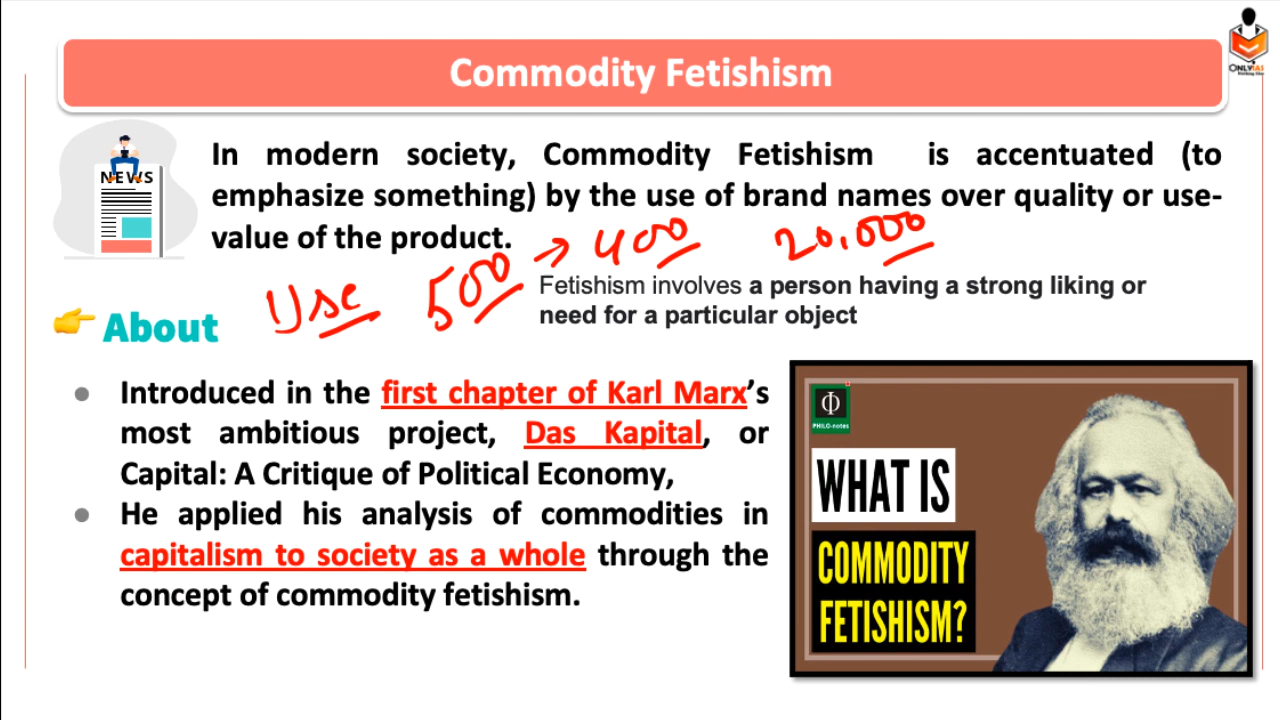 ONLYIAS
Commodity Fetishism
NEWS
In modern society, Commodity Fetishism is accentuated (to
emphasize something) by the use of brand names over quality or use-
value of the product.
→ 400 20,000
Use 500
Fetishism involves a person having a strong liking or
need for a particular object
About
● Introduced in the first chapter of Karl Marx's
most ambitious project, Das Kapital, or
Capital: A Critique of Political Economy,
● He applied his analysis of commodities in
capitalism to society as a whole through the
concept of commodity fetishism.
Φ
PHILO-notes
WHAT IS
COMMODITY
FETISHISM?